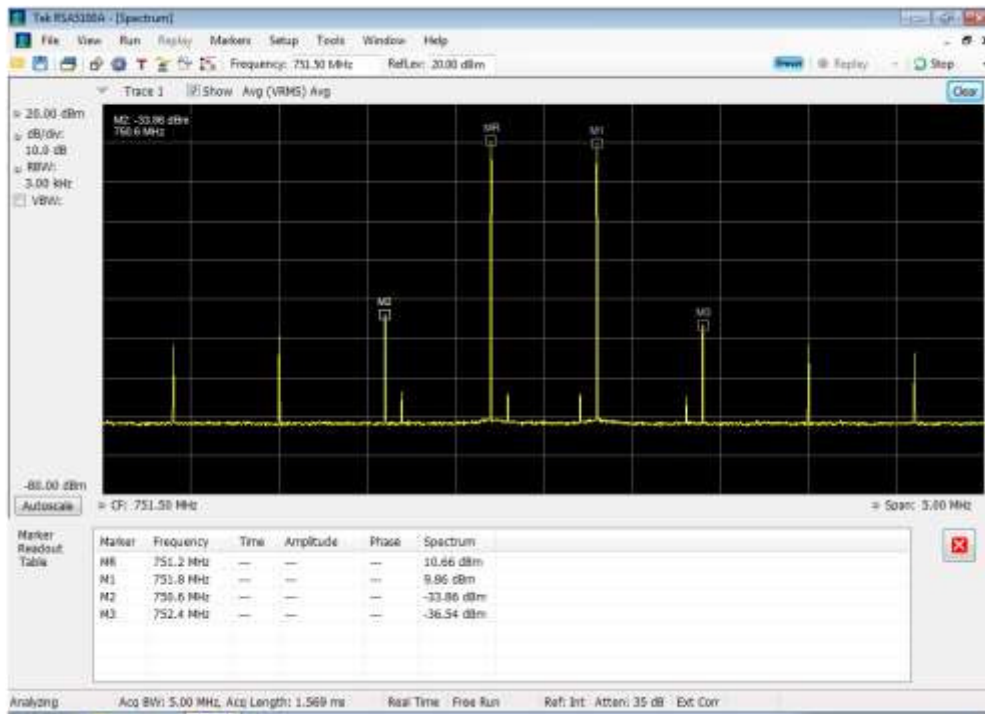 Tek RSA5100A - [Spectrum]
File View Run Replay Markers Setup Tools Window Help
Frequency: 751.50 MHz RefLev: 20.00 dBm Preset Replay Stop
Trace 1 Show Avg (VRMS) Avg Clear
20.00 dBm
dB/div:
10.0 dB
RBW:
3.00 kHz
VBW:
M2: -33.86 dBm
750.6 MHz
MR
M1
M2
M3
-80.00 dBm
Autoscale CF: 751.50 MHz Span: 5.00 MHz
Marker
Readout
Table
Marker Frequency Time Amplitude Phase Spectrum
MR 751.2 MHz --- --- --- 10.66 dBm
M1 751.8 MHz --- --- --- 9.86 dBm
M2 750.6 MHz --- --- --- -33.86 dBm
M3 752.4 MHz --- --- --- -36.54 dBm
Analyzing Acq BW: 5.00 MHz, Acq Length: 1.569 ms Real Time Free Run Ref: Int Atten: 35 dB Ext Corr